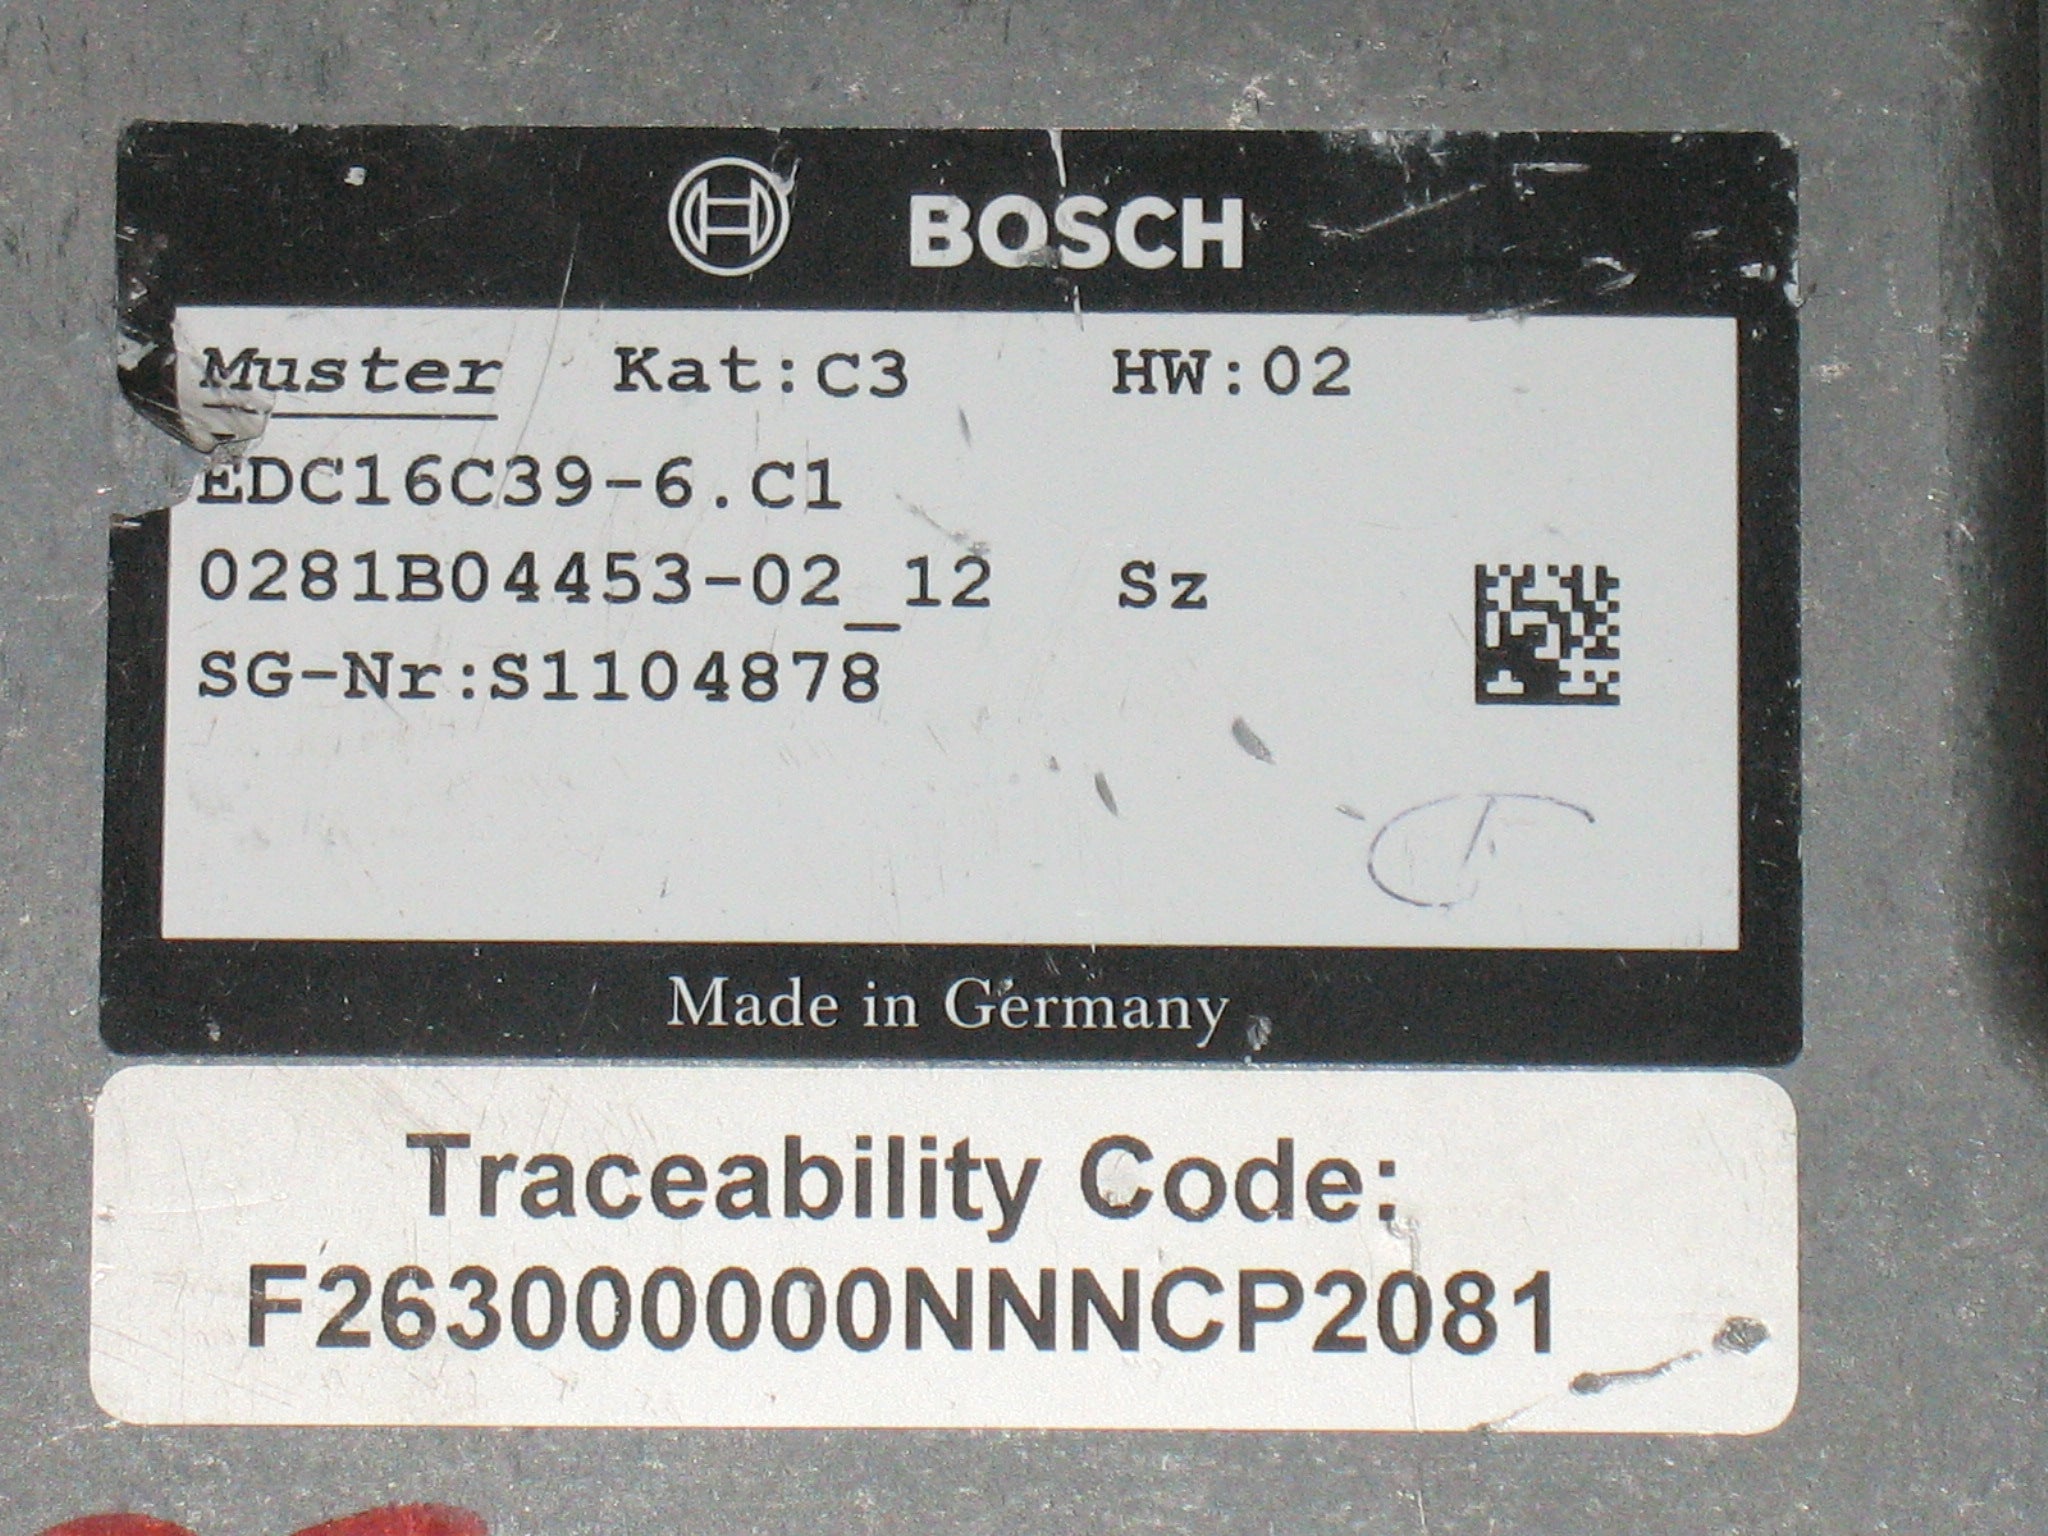 BOSCH
Muster Kat:C3 HW:02
EDC16C39-6.C1
0281B04453-02_12 Sz
SG-Nr:S1104878
Made in Germany
Traceability Code:
F263000000NNNCP2081